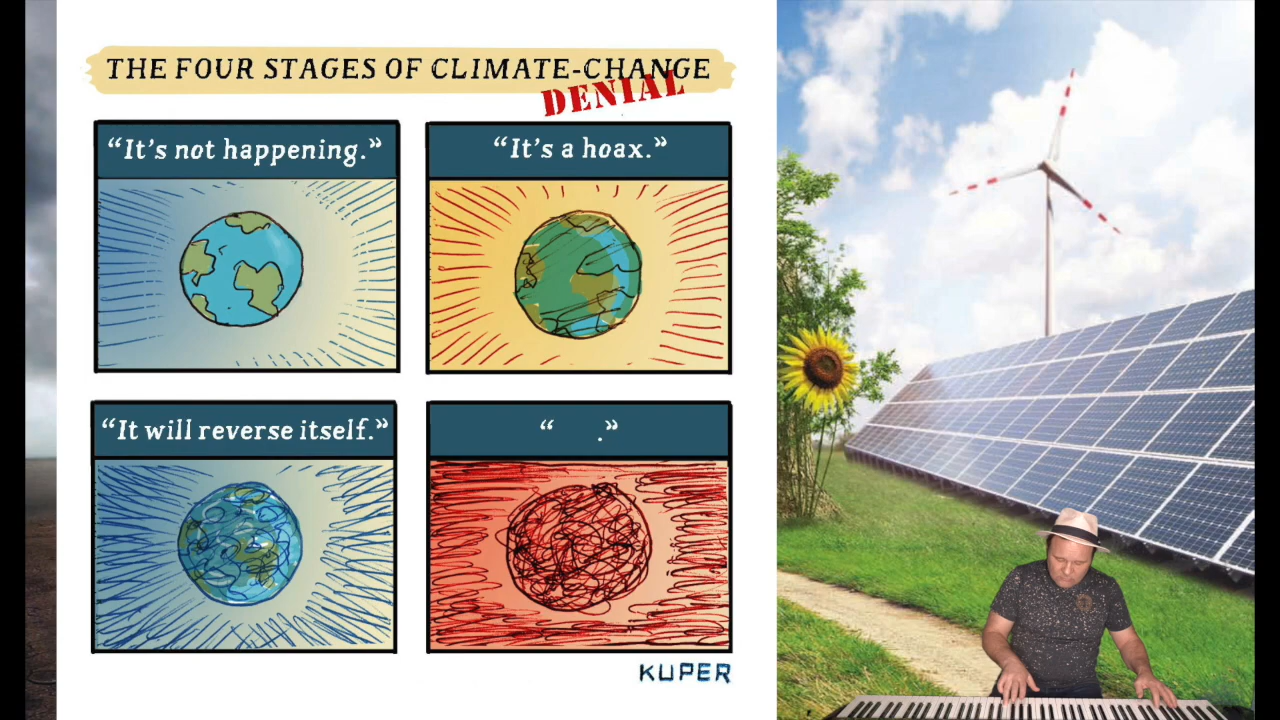 THE FOUR STAGES OF CLIMATE-CHANGE
DENIAL
“It’s not happening.”
“It’s a hoax.”
“It will reverse itself.”
“ .”
KUPER